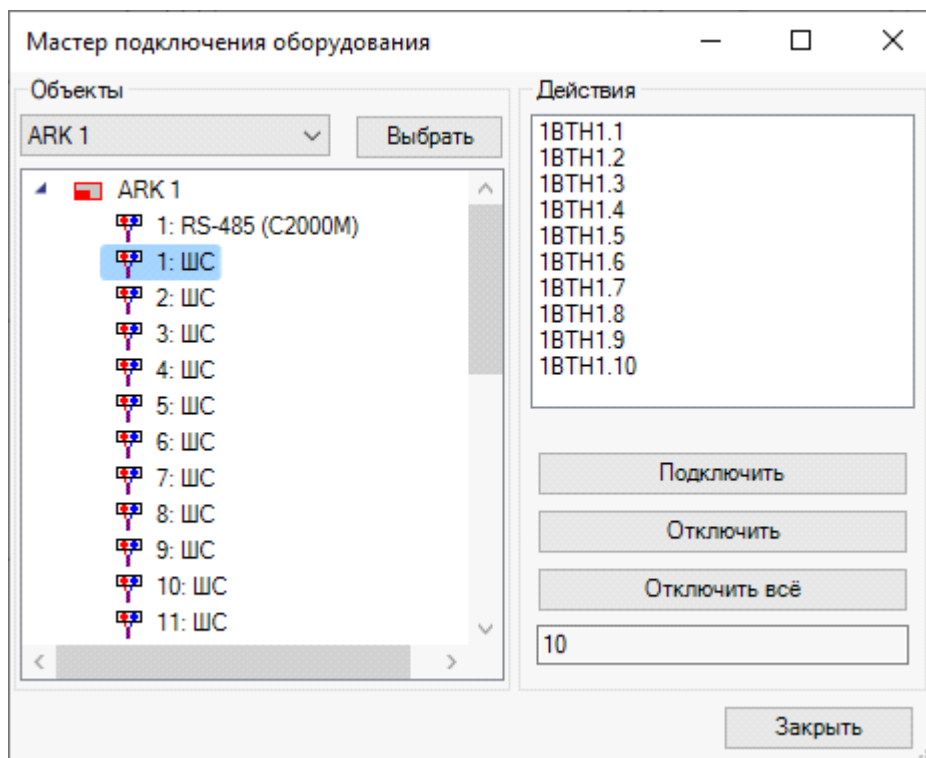 Мастер подключения оборудования
Объекты
ARK 1
Выбрать
ARK 1
1: RS-485 (C2000M)
1: ШС
2: ШС
3: ШС
4: ШС
5: ШС
6: ШС
7: ШС
8: ШС
9: ШС
10: ШС
11: ШС
Действия
1BTH1.1
1BTH1.2
1BTH1.3
1BTH1.4
1BTH1.5
1BTH1.6
1BTH1.7
1BTH1.8
1BTH1.9
1BTH1.10
Подключить
Отключить
Отключить всё
10
Закрыть